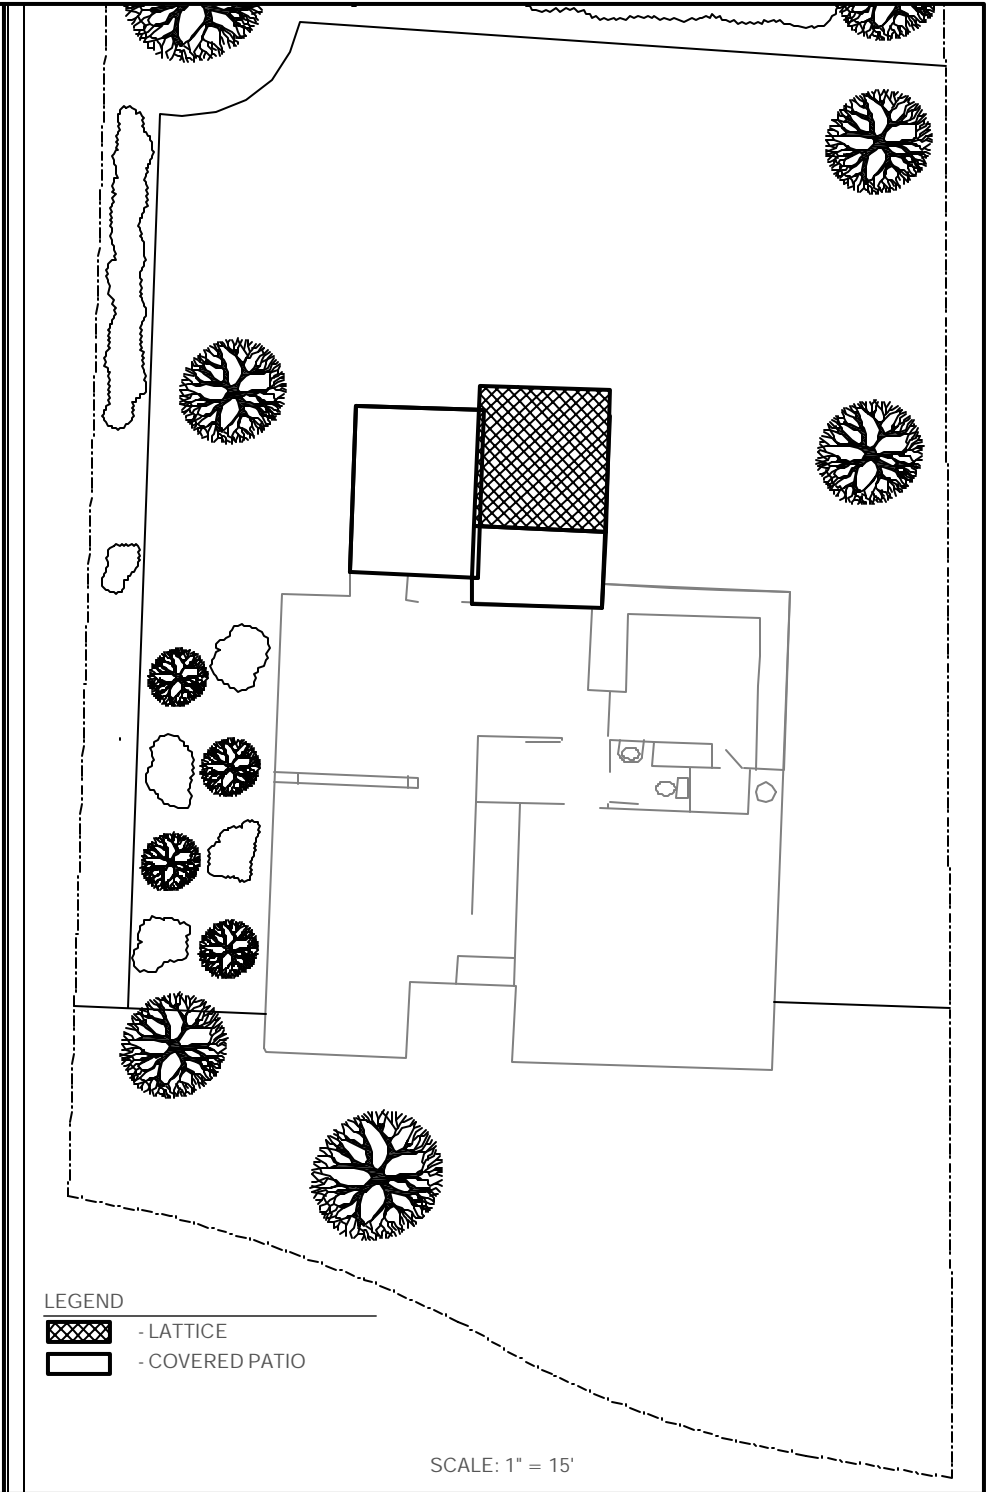 LEGEND
- LATTICE
- COVERED PATIO
SCALE: 1" = 15'